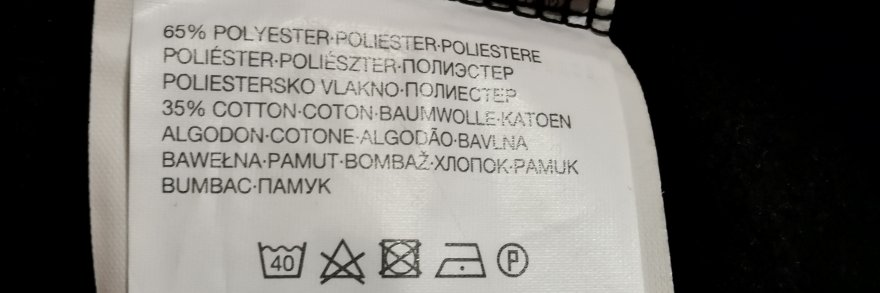 65% POLYESTER·POLIESTER·POLIESTERE
POLIÉSTER·POLIÉSZTER·ПОЛИЭСТЕР
POLIESTERSKO VLAKNO·ПОЛИЕСТЕР
35% COTTON·COTON·BAUMWOLLE·KATOEN
ALGODON·COTONE·ALGODÃO·BAVLNA
BAWEŁNA·PAMUT·BOMBAŽ·ХЛОПОК·PAMUK
BUMBAC·ПАМУК
40 P